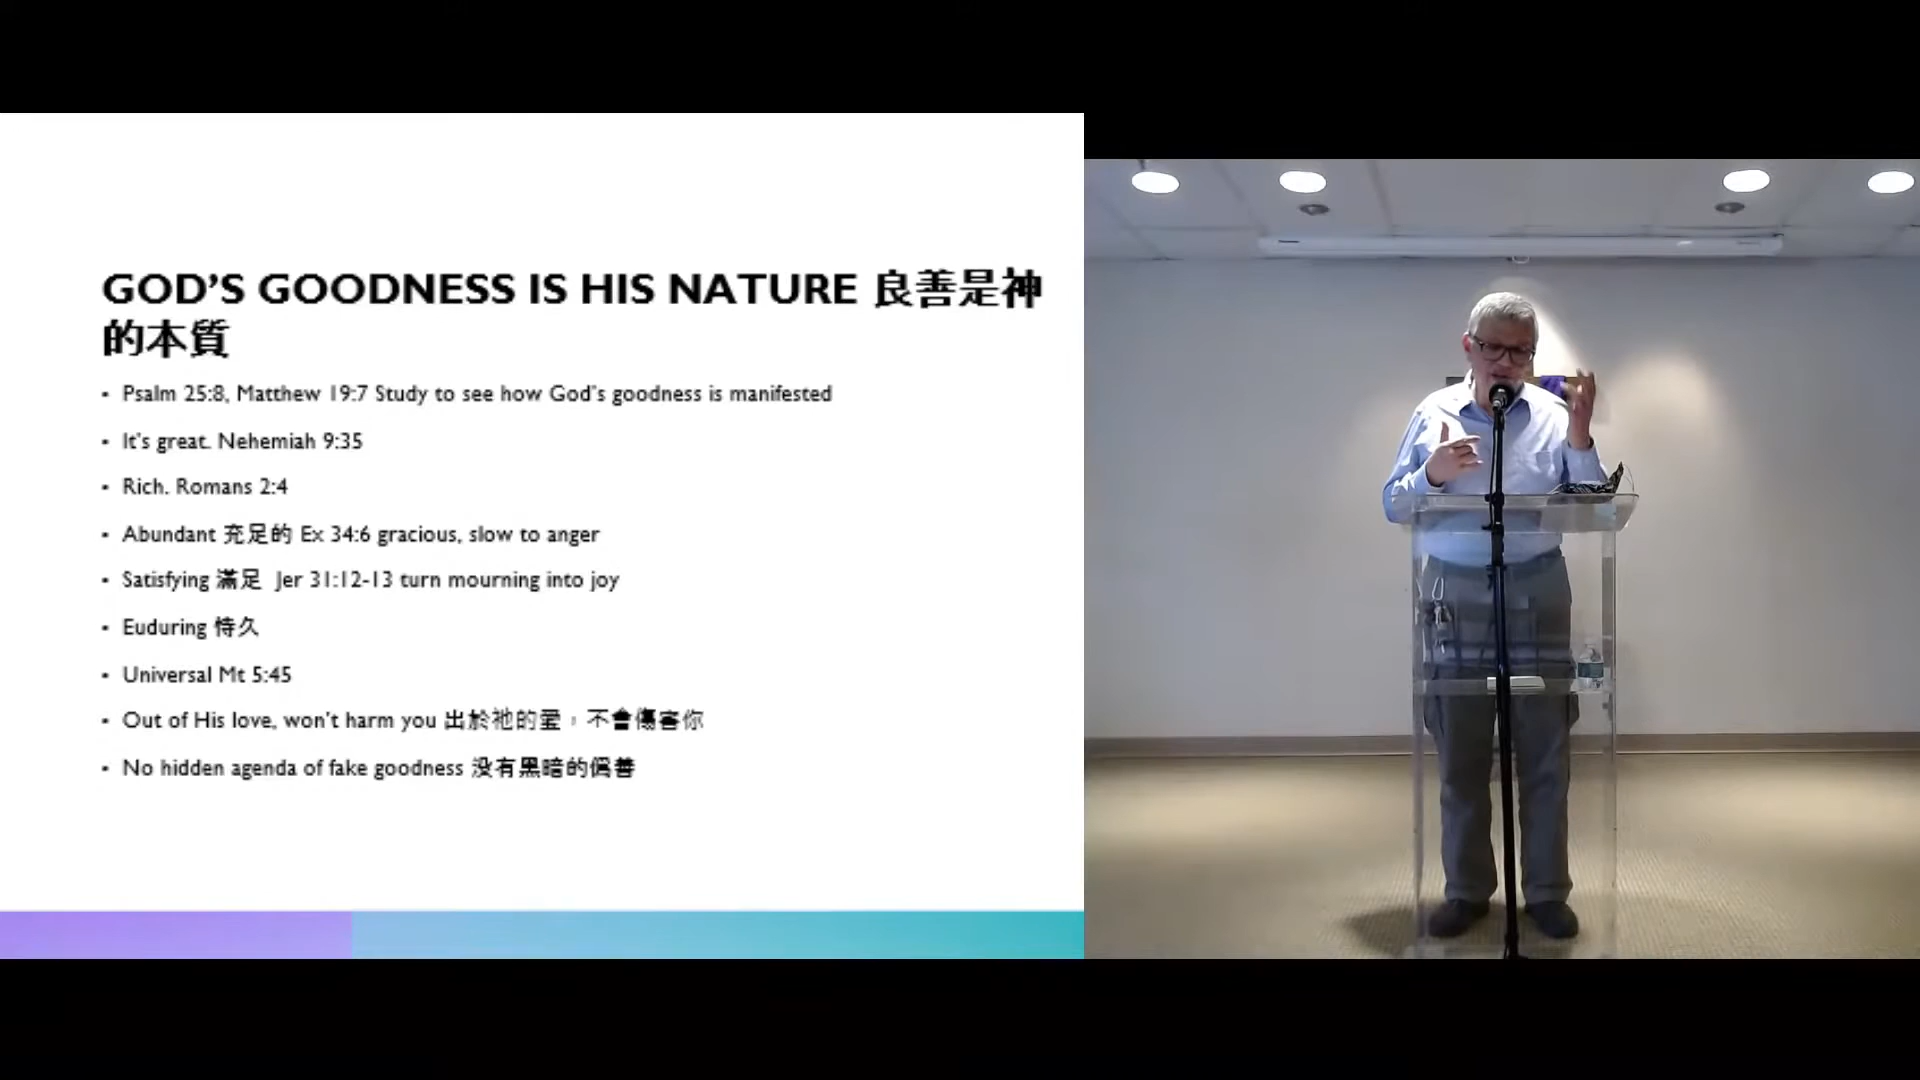 GOD'S GOODNESS IS HIS NATURE 良善是神
的本質
• Psalm 25:8, Matthew 19:7 Study to see how God's goodness is manifested
• It's great. Nehemiah 9:35
• Rich. Romans 2:4
• Abundant 充足的 Ex 34:6 gracious, slow to anger
• Satisfying 滿足 Jer 31:12-13 turn mourning into joy
• Euduring 恃久
• Universal Mt 5:45
• Out of His love, won't harm you 出於祂的愛，不會傷害你
• No hidden agenda of fake goodness 没有黑暗的偽善